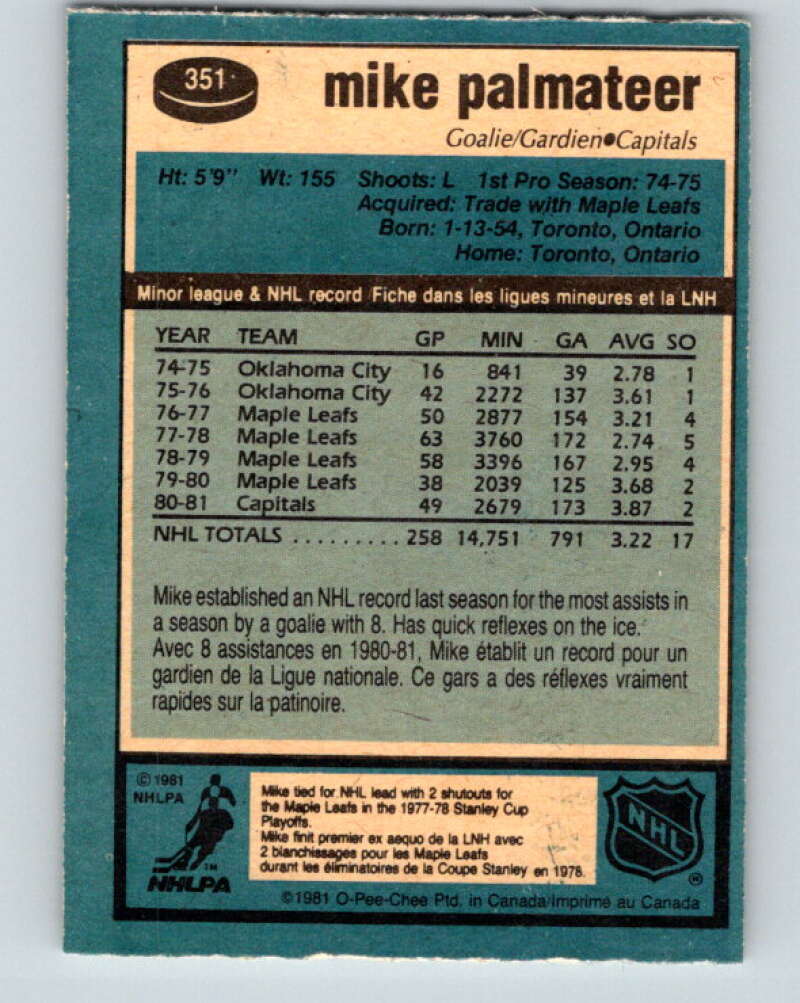 351
mike palmateer
Goalie/Gardien●Capitals
Ht: 5'9" Wt: 155 Shoots: L 1st Pro Season: 74-75
Acquired: Trade with Maple Leafs
Born: 1-13-54, Toronto, Ontario
Home: Toronto, Ontario
Minor league & NHL record Fiche dans les ligues mineures et la LNH
YEAR TEAM GP MIN GA AVG SO
74-75 Oklahoma City 16 841 39 2.78 1
75-76 Oklahoma City 42 2272 137 3.61 1
76-77 Maple Leafs 50 2877 154 3.21 4
77-78 Maple Leafs 63 3760 172 2.74 5
78-79 Maple Leafs 58 3396 167 2.95 4
79-80 Maple Leafs 38 2039 125 3.68 2
80-81 Capitals 49 2679 173 3.87 2
NHL TOTALS ......... 258 14,751 791 3.22 17
Mike established an NHL record last season for the most assists in
a season by a goalie with 8. Has quick reflexes on the ice.
Avec 8 assistances en 1980-81, Mike établit un record pour un
gardien de la Ligue nationale. Ce gars a des réflexes vraiment
rapides sur la patinoire.
© 1981
NHLPA
TM
NHLPA
Mike tied for NHL lead with 2 shutouts for
the Maple Leafs in the 1977-78 Stanley Cup
Playoffs.
Mike finit premier ex aequo de la LNH avec
2 blanchissages pour les Maple Leafs
durant les éliminatoires de la Coupe Stanley en 1978.
NHL
®
©1981 O-Pee-Chee Ptd. in Canada/Imprimé au Canada